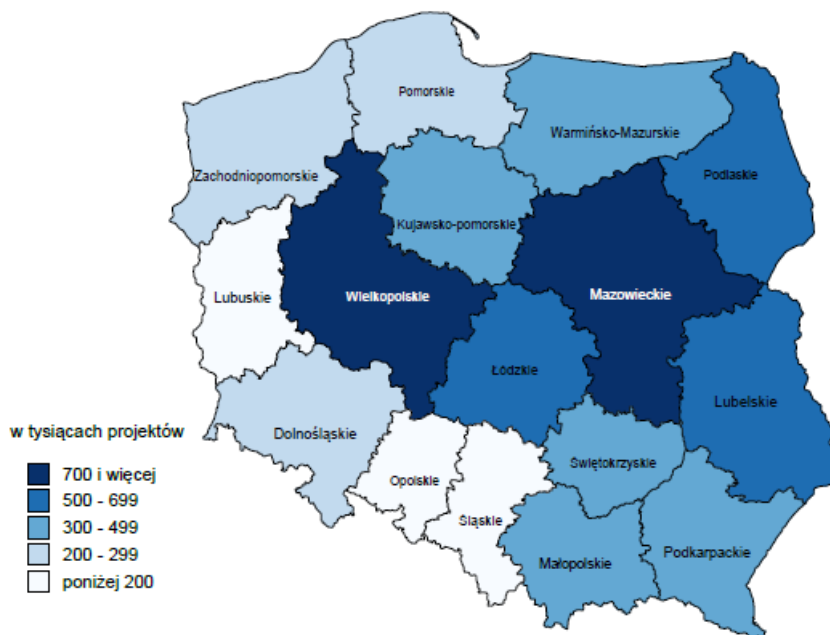 Pomorskie
Warmińsko-Mazurskie
Zachodniopomorskie
Podlaskie
Kujawsko-pomorskie
Lubuskie
Wielkopolskie
Mazowieckie
Łódzkie
Lubelskie
w tysiącach projektów
Dolnośląskie
700 i więcej
Opolskie
Świętokrzyskie
500 - 699
300 - 499
Śląskie
200 - 299
Małopolskie
Podkarpackie
poniżej 200